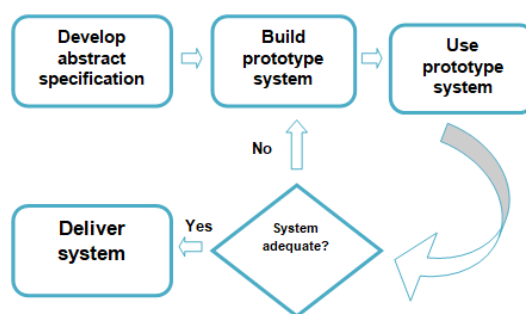 Develop
abstract
specification
Build
prototype
system
Use
prototype
system
No
Deliver
system
Yes
System
adequate?